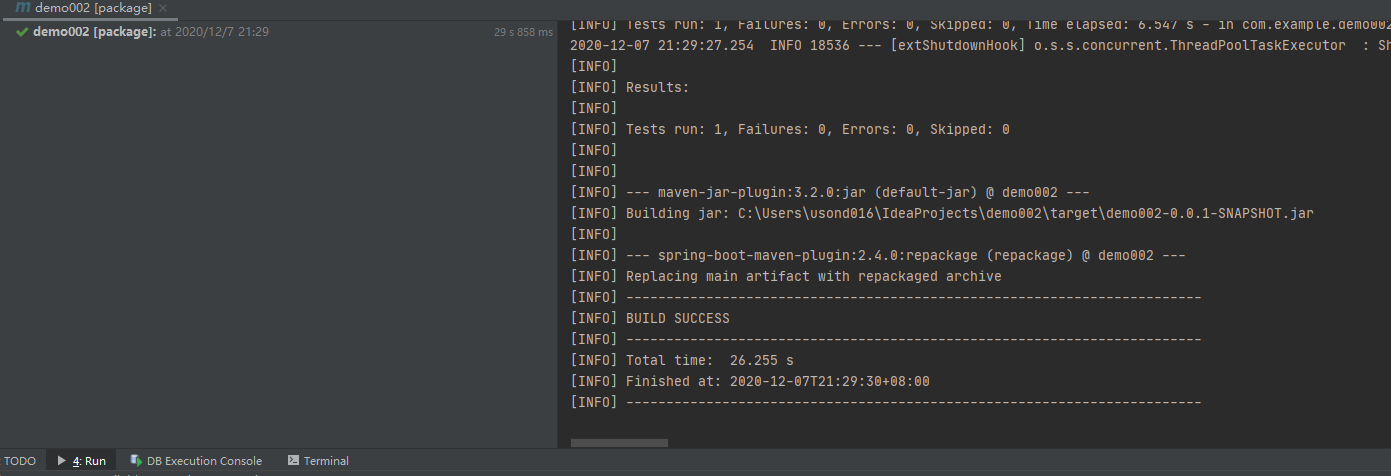 m demo002 [package] ×
demo002 [package]: at 2020/12/7 21:29 29 s 858 ms
[INFO] Tests run: 1, Failures: 0, Errors: 0, Skipped: 0, Time elapsed: 6.547 s - in com.example.demo002
2020-12-07 21:29:27.254  INFO 18536 --- [extShutdownHook] o.s.s.concurrent.ThreadPoolTaskExecutor  : Sh
[INFO]
[INFO] Results:
[INFO]
[INFO] Tests run: 1, Failures: 0, Errors: 0, Skipped: 0
[INFO]
[INFO]
[INFO] --- maven-jar-plugin:3.2.0:jar (default-jar) @ demo002 ---
[INFO] Building jar: C:\Users\usond016\IdeaProjects\demo002\target\demo002-0.0.1-SNAPSHOT.jar
[INFO]
[INFO] --- spring-boot-maven-plugin:2.4.0:repackage (repackage) @ demo002 ---
[INFO] Replacing main artifact with repackaged archive
[INFO] ------------------------------------------------------------------------
[INFO] BUILD SUCCESS
[INFO] ------------------------------------------------------------------------
[INFO] Total time:  26.255 s
[INFO] Finished at: 2020-12-07T21:29:30+08:00
[INFO] ------------------------------------------------------------------------
TODO 4: Run DB Execution Console Terminal